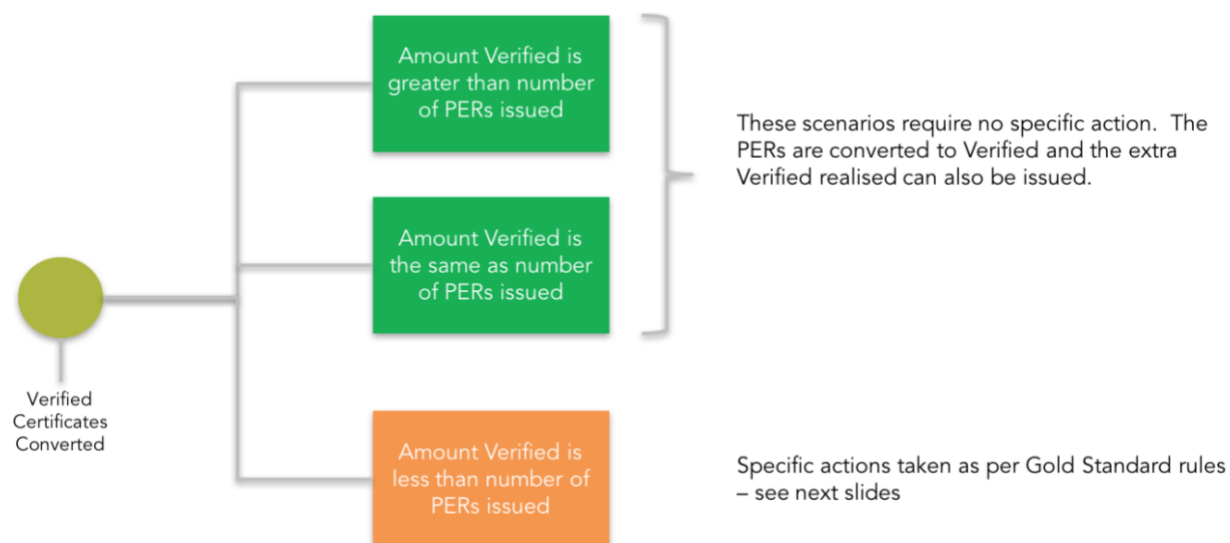 Amount Verified is
greater than number
of PERs issued
These scenarios require no specific action.  The
PERs are converted to Verified and the extra
Verified realised can also be issued.
Amount Verified is
the same as number
of PERs issued
Verified
Certificates
Converted
Amount Verified is
less than number of
PERs issued
Specific actions taken as per Gold Standard rules
– see next slides